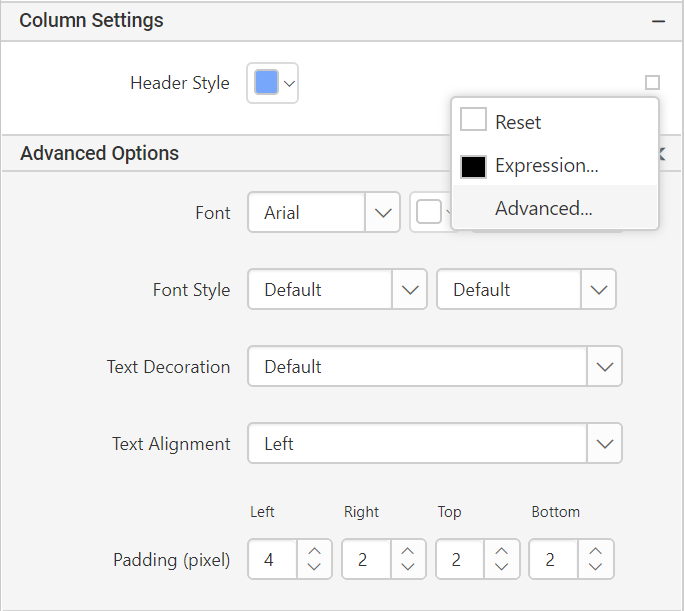 Column Settings
Header Style
Reset
Expression...
Advanced...
Advanced Options
Font Arial
Font Style Default Default
Text Decoration Default
Text Alignment Left
Left Right Top Bottom
Padding (pixel) 4 2 2 2